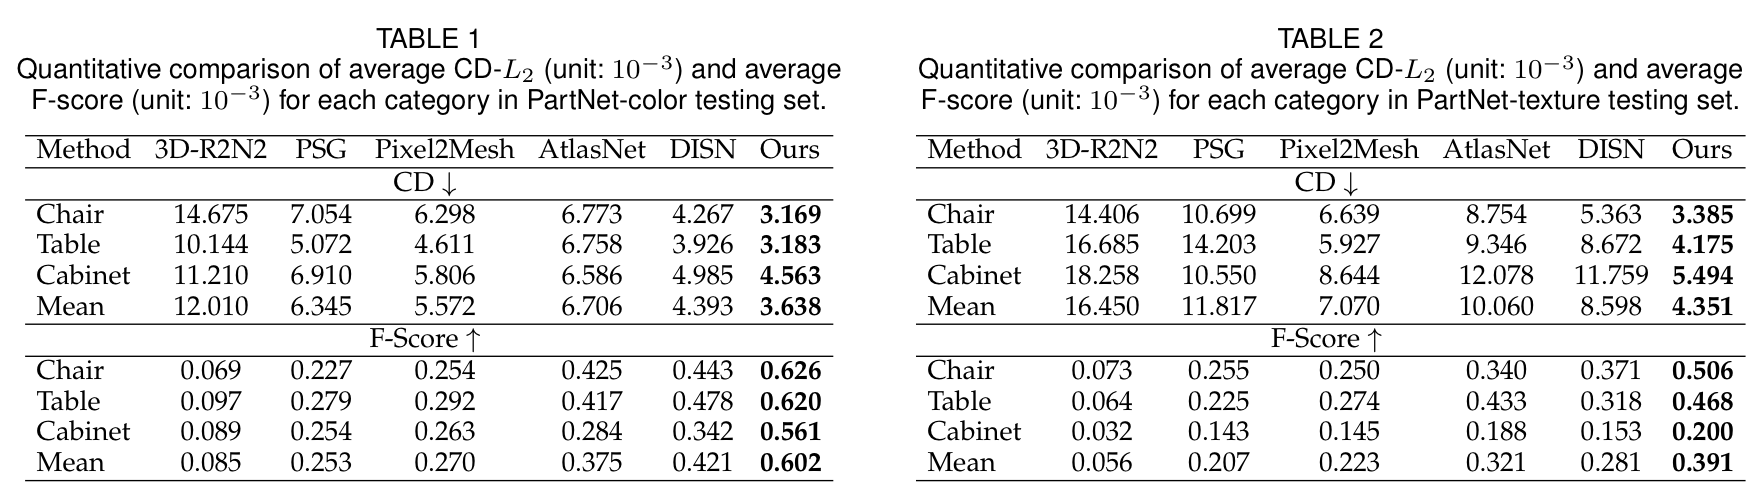 TABLE 1
Quantitative comparison of average CD-L₂ (unit: 10⁻³) and average
F-score (unit: 10⁻³) for each category in PartNet-color testing set.
Method 3D-R2N2 PSG Pixel2Mesh AtlasNet DISN Ours
CD ↓
Chair 14.675 7.054 6.298 6.773 4.267 3.169
Table 10.144 5.072 4.611 6.758 3.926 3.183
Cabinet 11.210 6.910 5.806 6.586 4.985 4.563
Mean 12.010 6.345 5.572 6.706 4.393 3.638
F-Score ↑
Chair 0.069 0.227 0.254 0.425 0.443 0.626
Table 0.097 0.279 0.292 0.417 0.478 0.620
Cabinet 0.089 0.254 0.263 0.284 0.342 0.561
Mean 0.085 0.253 0.270 0.375 0.421 0.602
TABLE 2
Quantitative comparison of average CD-L₂ (unit: 10⁻³) and average
F-score (unit: 10⁻³) for each category in PartNet-texture testing set.
Method 3D-R2N2 PSG Pixel2Mesh AtlasNet DISN Ours
CD ↓
Chair 14.406 10.699 6.639 8.754 5.363 3.385
Table 16.685 14.203 5.927 9.346 8.672 4.175
Cabinet 18.258 10.550 8.644 12.078 11.759 5.494
Mean 16.450 11.817 7.070 10.060 8.598 4.351
F-Score ↑
Chair 0.073 0.255 0.250 0.340 0.371 0.506
Table 0.064 0.225 0.274 0.433 0.318 0.468
Cabinet 0.032 0.143 0.145 0.188 0.153 0.200
Mean 0.056 0.207 0.223 0.321 0.281 0.391